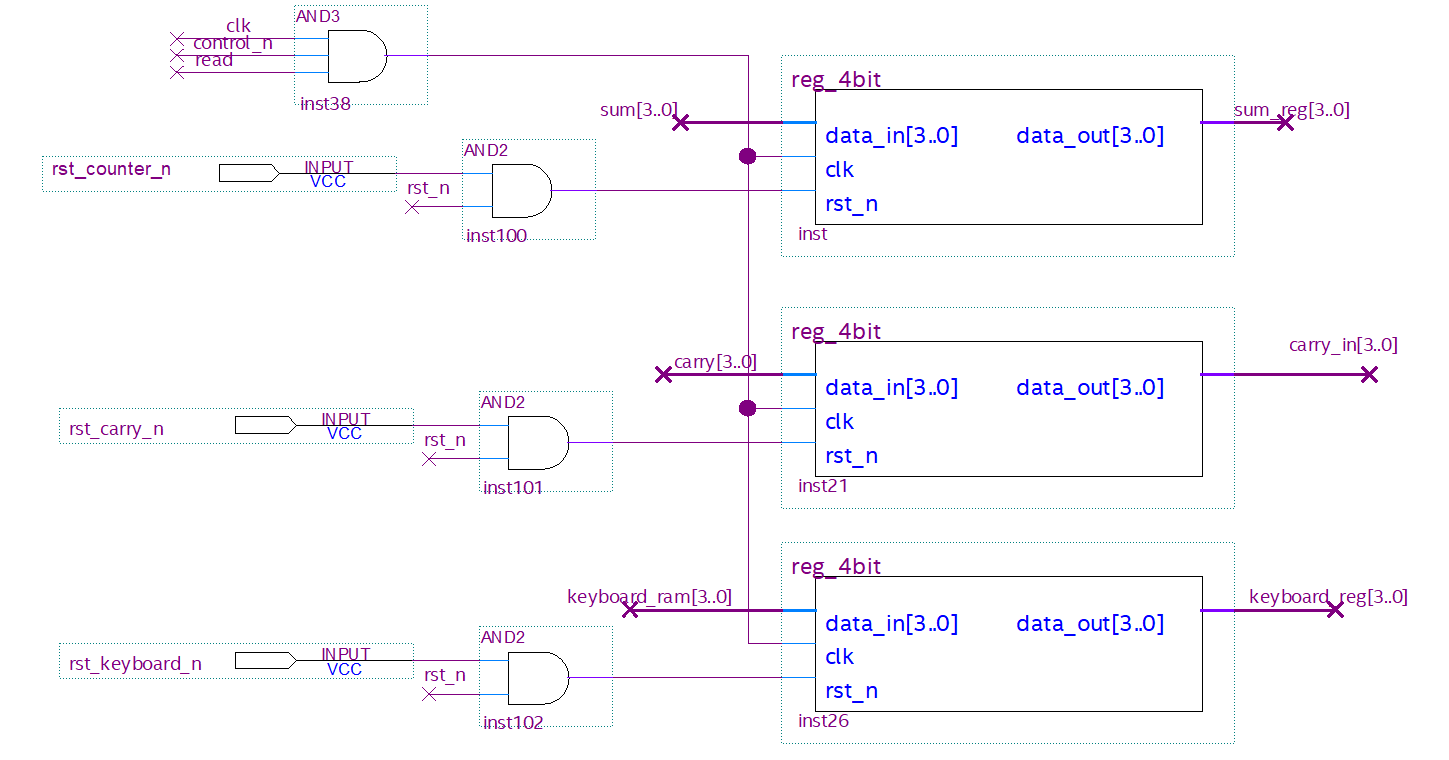 AND3
clk
control_n
read
inst38
reg_4bit
sum[3..0]
data_in[3..0]
data_out[3..0]
sum_reg[3..0]
clk
rst_n
inst
rst_counter_n
INPUT
VCC
AND2
rst_n
inst100
reg_4bit
carry[3..0]
data_in[3..0]
data_out[3..0]
carry_in[3..0]
clk
rst_n
inst21
rst_carry_n
INPUT
VCC
AND2
rst_n
inst101
reg_4bit
keyboard_ram[3..0]
data_in[3..0]
data_out[3..0]
keyboard_reg[3..0]
clk
rst_n
inst26
rst_keyboard_n
INPUT
VCC
AND2
rst_n
inst102